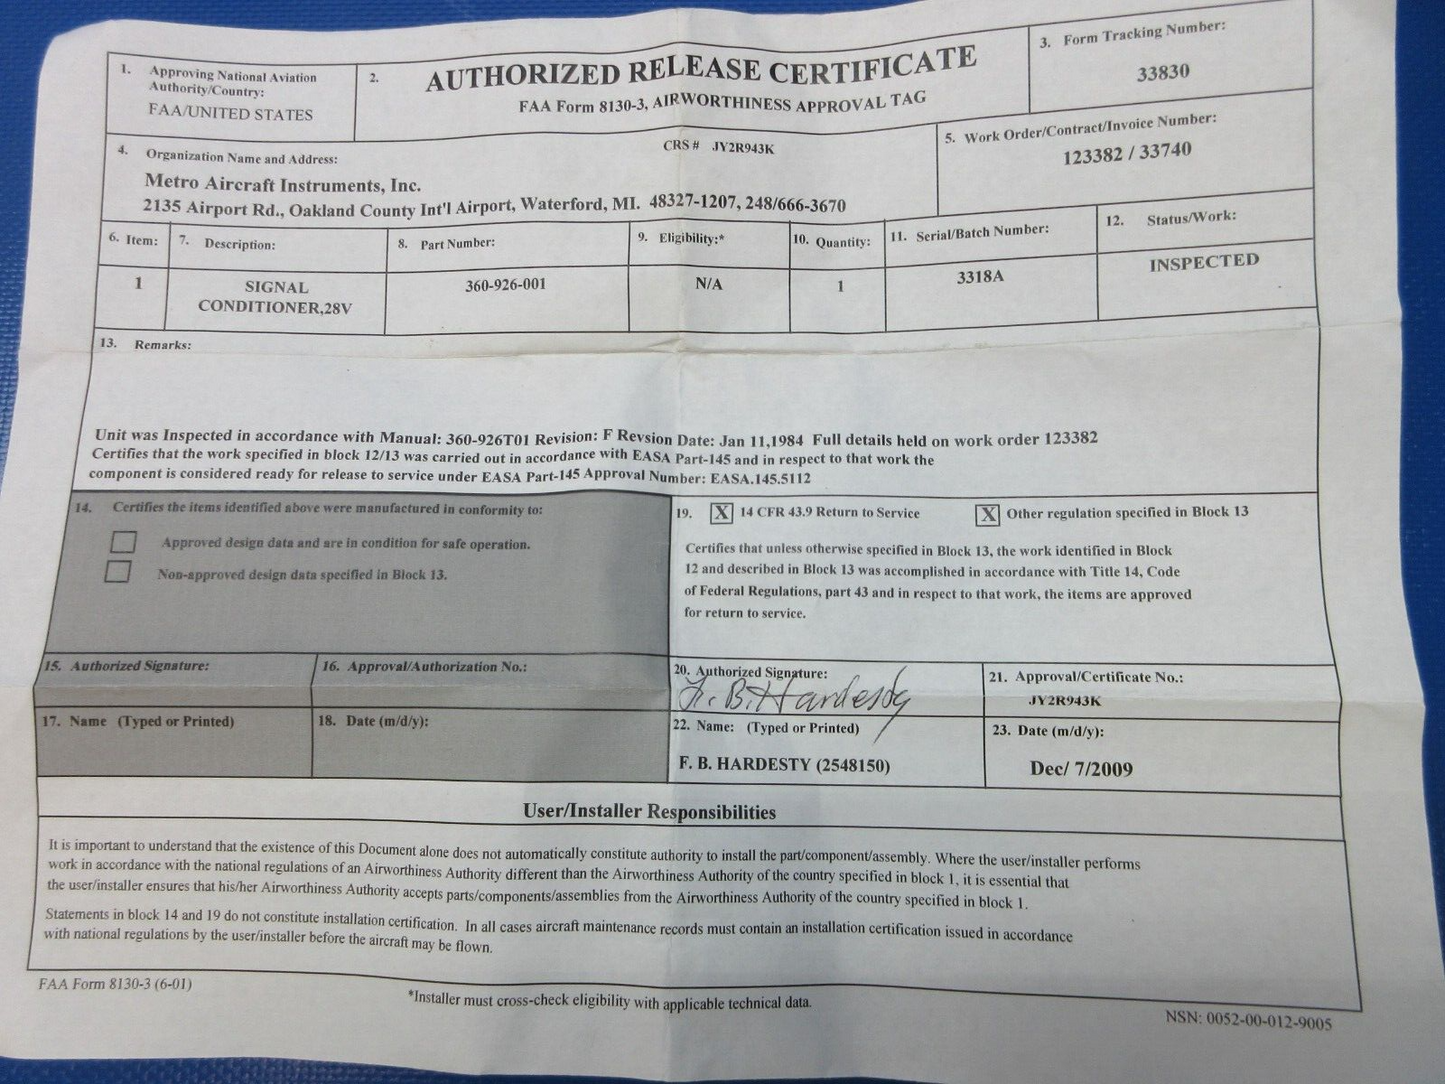 1. Approving National Aviation
Authority/Country:
FAA/UNITED STATES
2. AUTHORIZED RELEASE CERTIFICATE
FAA Form 8130-3, AIRWORTHINESS APPROVAL TAG
3. Form Tracking Number:
33830
4. Organization Name and Address:
CRS # JY2R943K
Metro Aircraft Instruments, Inc.
2135 Airport Rd., Oakland County Int'l Airport, Waterford, MI. 48327-1207, 248/666-3670
5. Work Order/Contract/Invoice Number:
123382 / 33740
6. Item: 7. Description: 8. Part Number: 9. Eligibility:* 10. Quantity: 11. Serial/Batch Number: 12. Status/Work:
1 SIGNAL 360-926-001 N/A 1 3318A INSPECTED
CONDITIONER,28V
13. Remarks:
Unit was Inspected in accordance with Manual: 360-926T01 Revision: F Revsion Date: Jan 11,1984 Full details held on work order 123382
Certifies that the work specified in block 12/13 was carried out in accordance with EASA Part-145 and in respect to that work the
component is considered ready for release to service under EASA Part-145 Approval Number: EASA.145.5112
14. Certifies the items identified above were manufactured in conformity to:
Approved design data and are in condition for safe operation.
Non-approved design data specified in Block 13.
19. X 14 CFR 43.9 Return to Service X Other regulation specified in Block 13
Certifies that unless otherwise specified in Block 13, the work identified in Block
12 and described in Block 13 was accomplished in accordance with Title 14, Code
of Federal Regulations, part 43 and in respect to that work, the items are approved
for return to service.
15. Authorized Signature: 16. Approval/Authorization No.:
20. Authorized Signature:
F. B. Hardesty
21. Approval/Certificate No.:
JY2R943K
17. Name (Typed or Printed) 18. Date (m/d/y):
22. Name: (Typed or Printed)
F. B. HARDESTY (2548150)
23. Date (m/d/y):
Dec/ 7/2009
User/Installer Responsibilities
It is important to understand that the existence of this Document alone does not automatically constitute authority to install the part/component/assembly. Where the user/installer performs
work in accordance with the national regulations of an Airworthiness Authority different than the Airworthiness Authority of the country specified in block 1, it is essential that
the user/installer ensures that his/her Airworthiness Authority accepts parts/components/assemblies from the Airworthiness Authority of the country specified in block 1.
Statements in block 14 and 19 do not constitute installation certification. In all cases aircraft maintenance records must contain an installation certification issued in accordance
with national regulations by the user/installer before the aircraft may be flown.
FAA Form 8130-3 (6-01)
*Installer must cross-check eligibility with applicable technical data.
NSN: 0052-00-012-9005